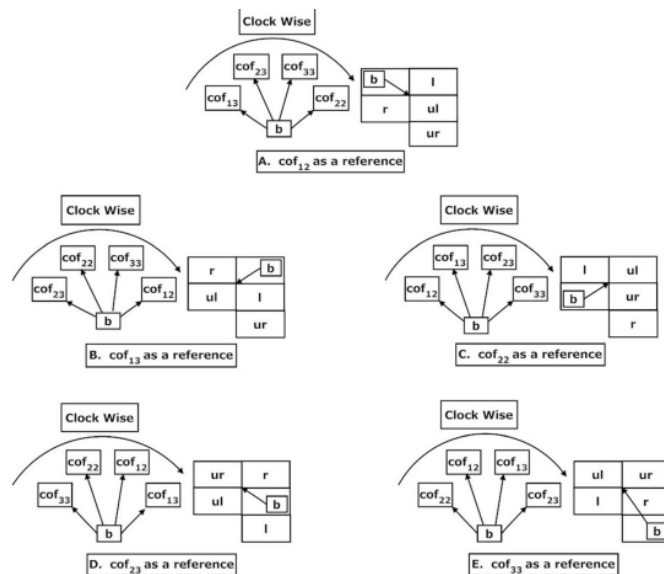 Clock Wise
cof23 cof33
cof13 cof22
b
b l
r ul
ur
A. cof12 as a reference
Clock Wise
cof22 cof33
cof23 cof12
b
r b
ul l
ur
B. cof13 as a reference
Clock Wise
cof13 cof23
cof12 cof33
b
l ul
b ur
r
C. cof22 as a reference
Clock Wise
cof22 cof12
cof33 cof13
b
ur r
ul b
l
D. cof23 as a reference
Clock Wise
cof12 cof13
cof22 cof23
b
ul ur
l r
b
E. cof33 as a reference